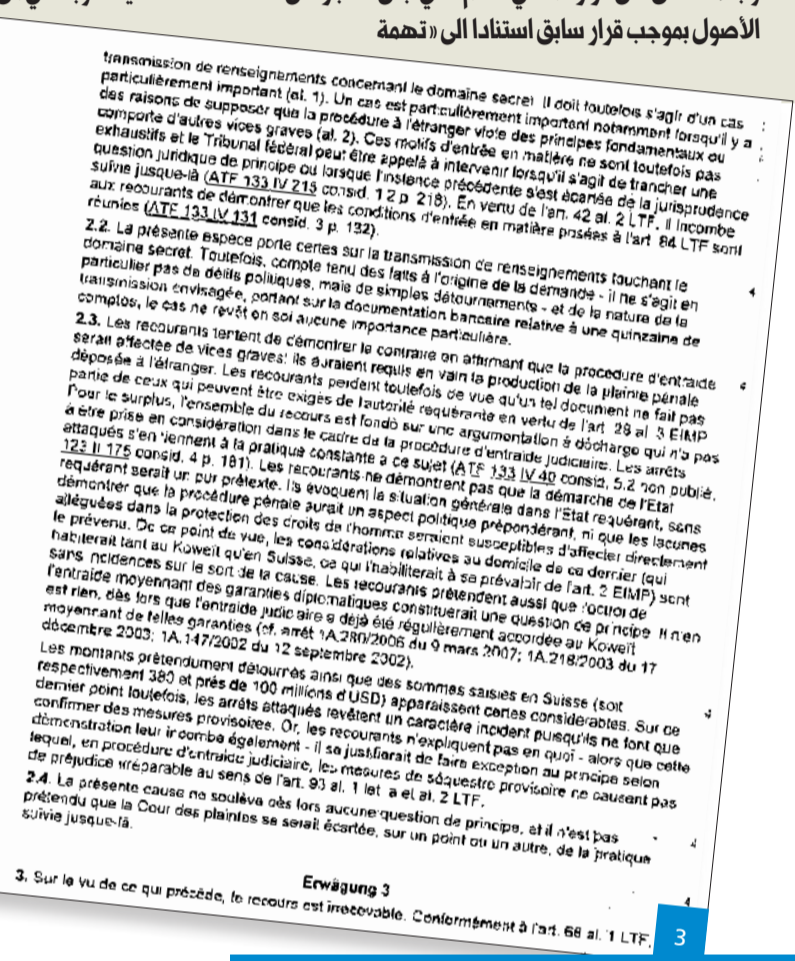 الأصول بموجب قرار سابق استنادا الى «تهمة
transmission de renseignements concernant le domaine secret. Il doit toutefois s'agir d'un cas
particulièrement important (al. 1). Un cas est particulièrement important notamment lorsqu'il y a
des raisons de supposer que la procédure à l'étranger viole des principes fondamentaux ou
comporte d'autres vices graves (al. 2). Ces motifs d'entrée en matière ne sont toutefois pas
exhaustifs et le Tribunal fédéral peut être appelé à intervenir lorsqu'il s'agit de trancher une
question juridique de principe ou lorsque l'instance précédente s'est écartée de la jurisprudence
suivie jusque-là (ATF 133 IV 215 consid. 1.2 p. 218). En vertu de l'art. 42 al. 2 LTF, il incombe
aux recourants de démontrer que les conditions d'entrée en matière posées à l'art. 84 LTF sont
réunies (ATF 133 IV 131 consid. 3 p. 132).
2.2. La présente espèce porte certes sur la transmission de renseignements touchant le
domaine secret. Toutefois, compte tenu des faits à l'origine de la demande - il ne s'agit en
particulier pas de délits politiques, mais de simples détournements - et de la nature de la
transmission envisagée, portant sur la documentation bancaire relative à une quinzaine de
comptes, le cas ne revêt en soi aucune importance particulière.
2.3. Les recourants tentent de démontrer le contraire en affirmant que la procédure d'entraide
serait affectée de vices graves: ils auraient requis en vain la production de la plainte pénale
déposée à l'étranger. Les recourants perdent toutefois de vue qu'un tel document ne fait pas
partie de ceux qui peuvent être exigés de l'autorité requérante en vertu de l'art. 28 al. 3 EIMP
Pour le surplus, l'ensemble du recours est fondé sur une argumentation à décharge qui n'a pas
à être prise en considération dans le cadre de la procédure d'entraide judiciaire. Les arrêts
attaqués s'en tiennent à la pratique constante à ce sujet (ATF 133 IV 40 consid. 5.2 non publié,
123 II 175 consid. 4 p. 181). Les recourants ne démontrent pas que la démarche de l'Etat
requérant serait un pur prétexte. Ils évoquent la situation générale dans l'Etat requérant, sans
démontrer que la procédure pénale aurait un aspect politique prépondérant, ni que les lacunes
alléguées dans la protection des droits de l'homme seraient susceptibles d'affecter directement
le prévenu. De ce point de vue, les considérations relatives au domicile de ce dernier (qui
habiterait tant au Koweït qu'en Suisse, ce qui l'habiliterait à se prévaloir de l'art. 2 EIMP) sont
sans incidences sur le sort de la cause. Les recourants prétendent aussi que l'octroi de
l'entraide moyennant des garanties diplomatiques constituerait une question de principe. Il n'en
est rien, dès lors que l'entraide judiciaire a déjà été régulièrement accordée au Koweït
moyennant de telles garanties (cf. arrêt 1A.280/2006 du 9 mars 2007; 1A.218/2003 du 17
décembre 2003; 1A.147/2002 du 12 septembre 2002).
Les montants prétendument détournés ainsi que des sommes saisies en Suisse (soit
respectivement 380 et près de 100 millions d'USD) apparaissent certes considérables. Sur ce
dernier point toutefois, les arrêts attaqués revêtent un caractère incident puisqu'ils ne font que
confirmer des mesures provisoires. Or, les recourants n'expliquent pas en quoi - alors que cette
démonstration leur incombe également - il se justifierait de faire exception au principe selon
lequel, en procédure d'entraide judiciaire, les mesures de séquestre provisoire ne causent pas
de préjudice irréparable au sens de l'art. 93 al. 1 let. a et al. 2 LTF.
2.4. La présente cause ne soulève dès lors aucune question de principe, et il n'est pas
prétendu que la Cour des plaintes se serait écartée, sur un point ou un autre, de la pratique
suivie jusque-là.
Erwägung 3
3. Sur le vu de ce qui précède, le recours est irrecevable. Conformément à l'art. 66 al. 1 LTF,
3